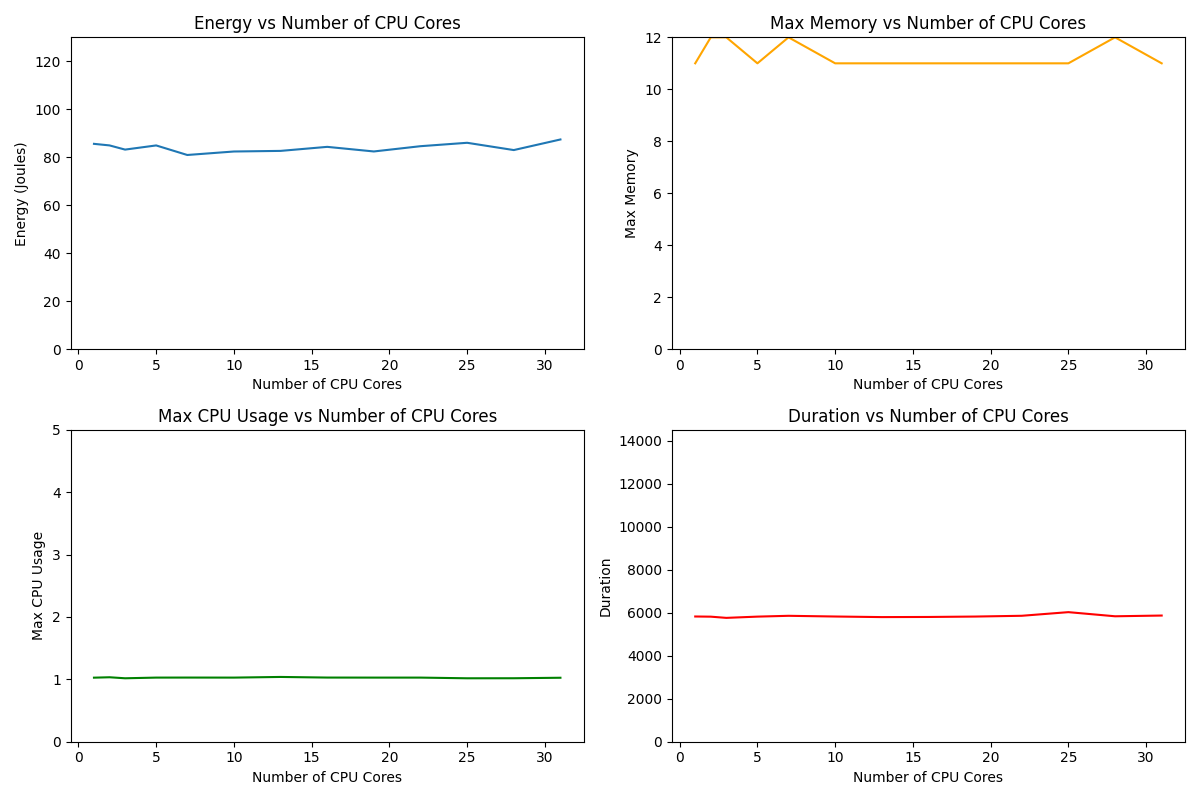 Energy vs Number of CPU Cores
120
100
80
60
40
20
0
Energy (Joules)
0 5 10 15 20 25 30
Number of CPU Cores
Max Memory vs Number of CPU Cores
12
10
8
6
4
2
0
Max Memory
0 5 10 15 20 25 30
Number of CPU Cores
Max CPU Usage vs Number of CPU Cores
5
4
3
2
1
0
Max CPU Usage
0 5 10 15 20 25 30
Number of CPU Cores
Duration vs Number of CPU Cores
14000
12000
10000
8000
6000
4000
2000
0
Duration
0 5 10 15 20 25 30
Number of CPU Cores